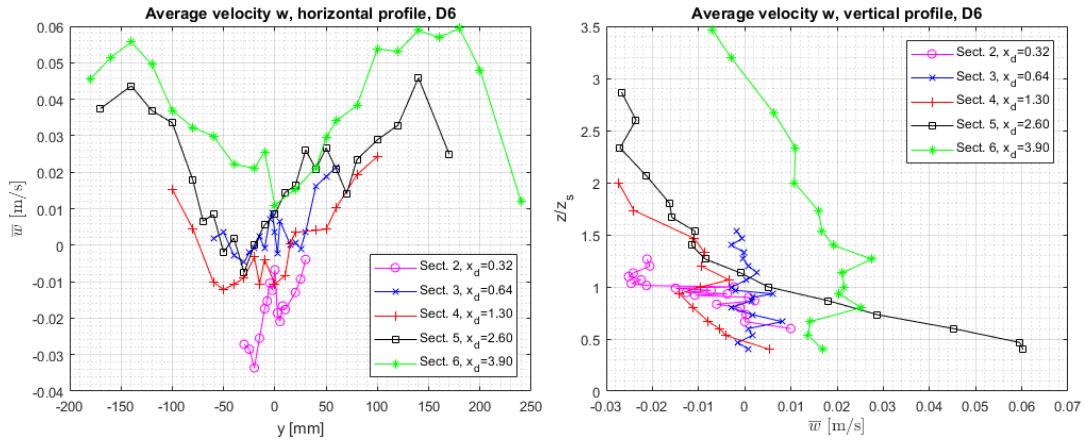 Average velocity w, horizontal profile, D6
0.06
0.05
0.04
0.03
0.02
0.01
0
-0.01
-0.02
-0.03
-0.04
w̅ [m/s]
-200 -150 -100 -50 0 50 100 150 200 250
y [mm]
Sect. 2, x_d=0.32
Sect. 3, x_d=0.64
Sect. 4, x_d=1.30
Sect. 5, x_d=2.60
Sect. 6, x_d=3.90
Average velocity w, vertical profile, D6
3.5
3
2.5
2
1.5
1
0.5
0
z/z_s
-0.03 -0.02 -0.01 0 0.01 0.02 0.03 0.04 0.05 0.06 0.07
w̅ [m/s]
Sect. 2, x_d=0.32
Sect. 3, x_d=0.64
Sect. 4, x_d=1.30
Sect. 5, x_d=2.60
Sect. 6, x_d=3.90